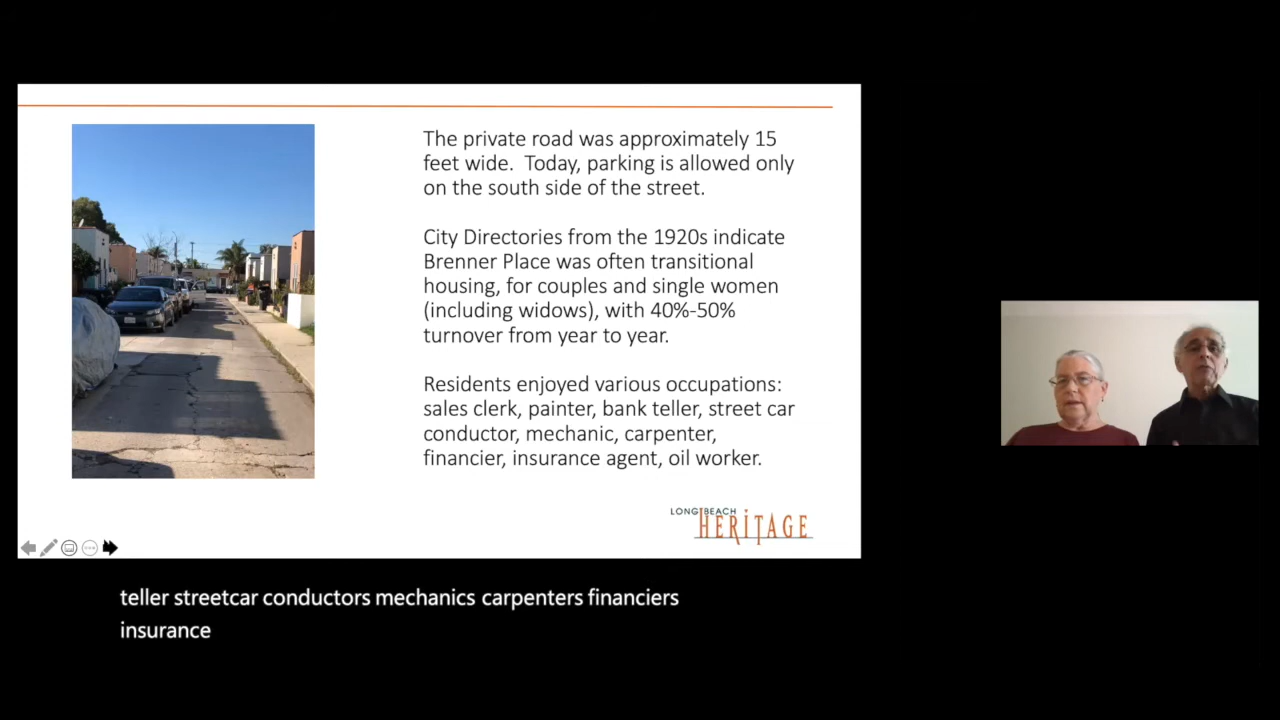 The private road was approximately 15
feet wide.  Today, parking is allowed only
on the south side of the street.
City Directories from the 1920s indicate
Brenner Place was often transitional
housing, for couples and single women
(including widows), with 40%-50%
turnover from year to year.
Residents enjoyed various occupations:
sales clerk, painter, bank teller, street car
conductor, mechanic, carpenter,
financier, insurance agent, oil worker.
LONG BEACH
HERITAGE
teller streetcar conductors mechanics carpenters financiers
insurance